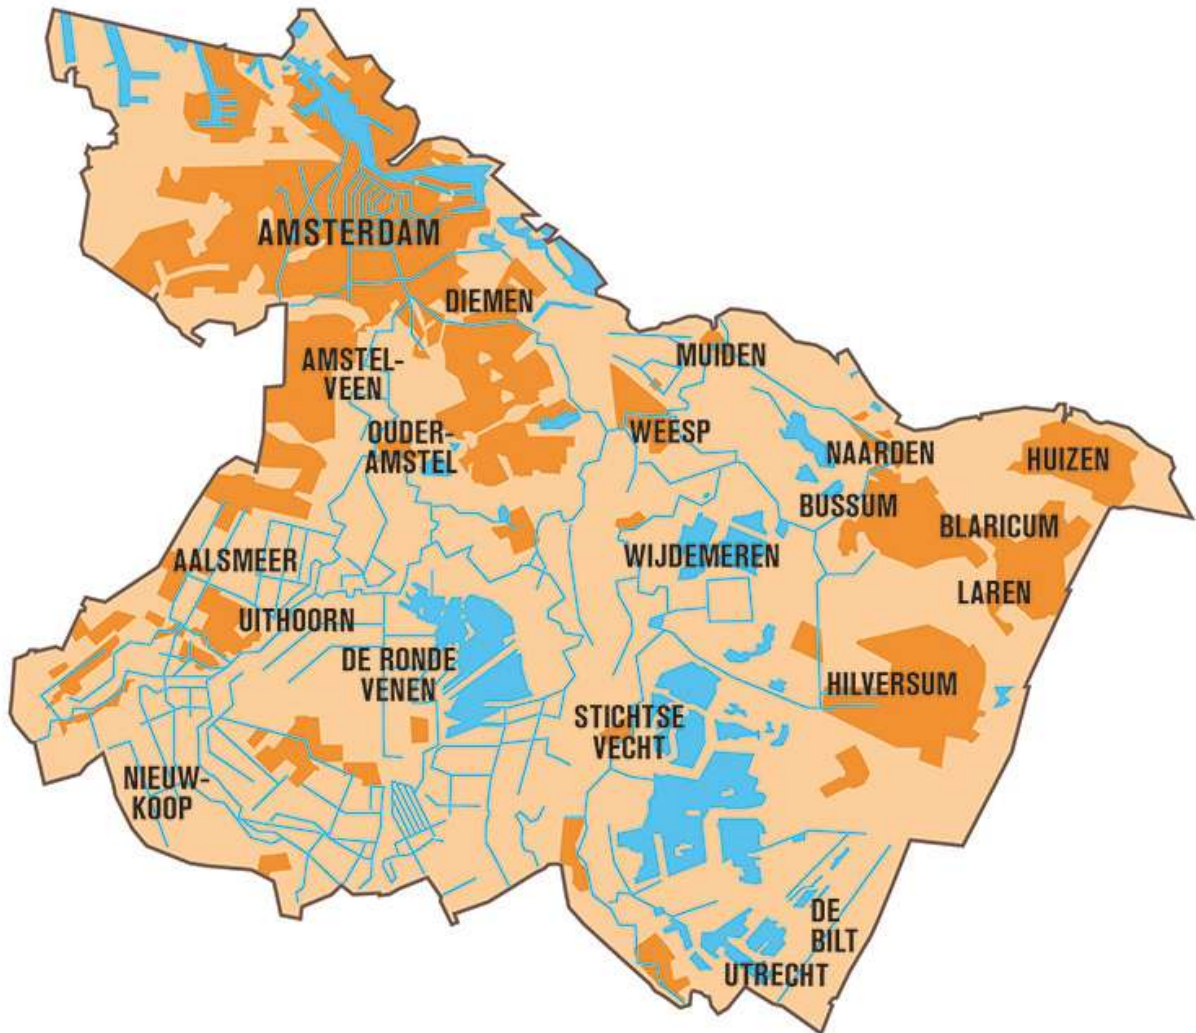 AMSTERDAM
DIEMEN
AMSTEL-
VEEN
MUIDEN
OUDER-
AMSTEL
WEESP
NAARDEN
HUIZEN
BUSSUM
BLARICUM
AALSMEER
WIJDEMEREN
LAREN
UITHOORN
DE RONDE
VENEN
HILVERSUM
STICHTSE
VECHT
NIEUW-
KOOP
DE
BILT
UTRECHT